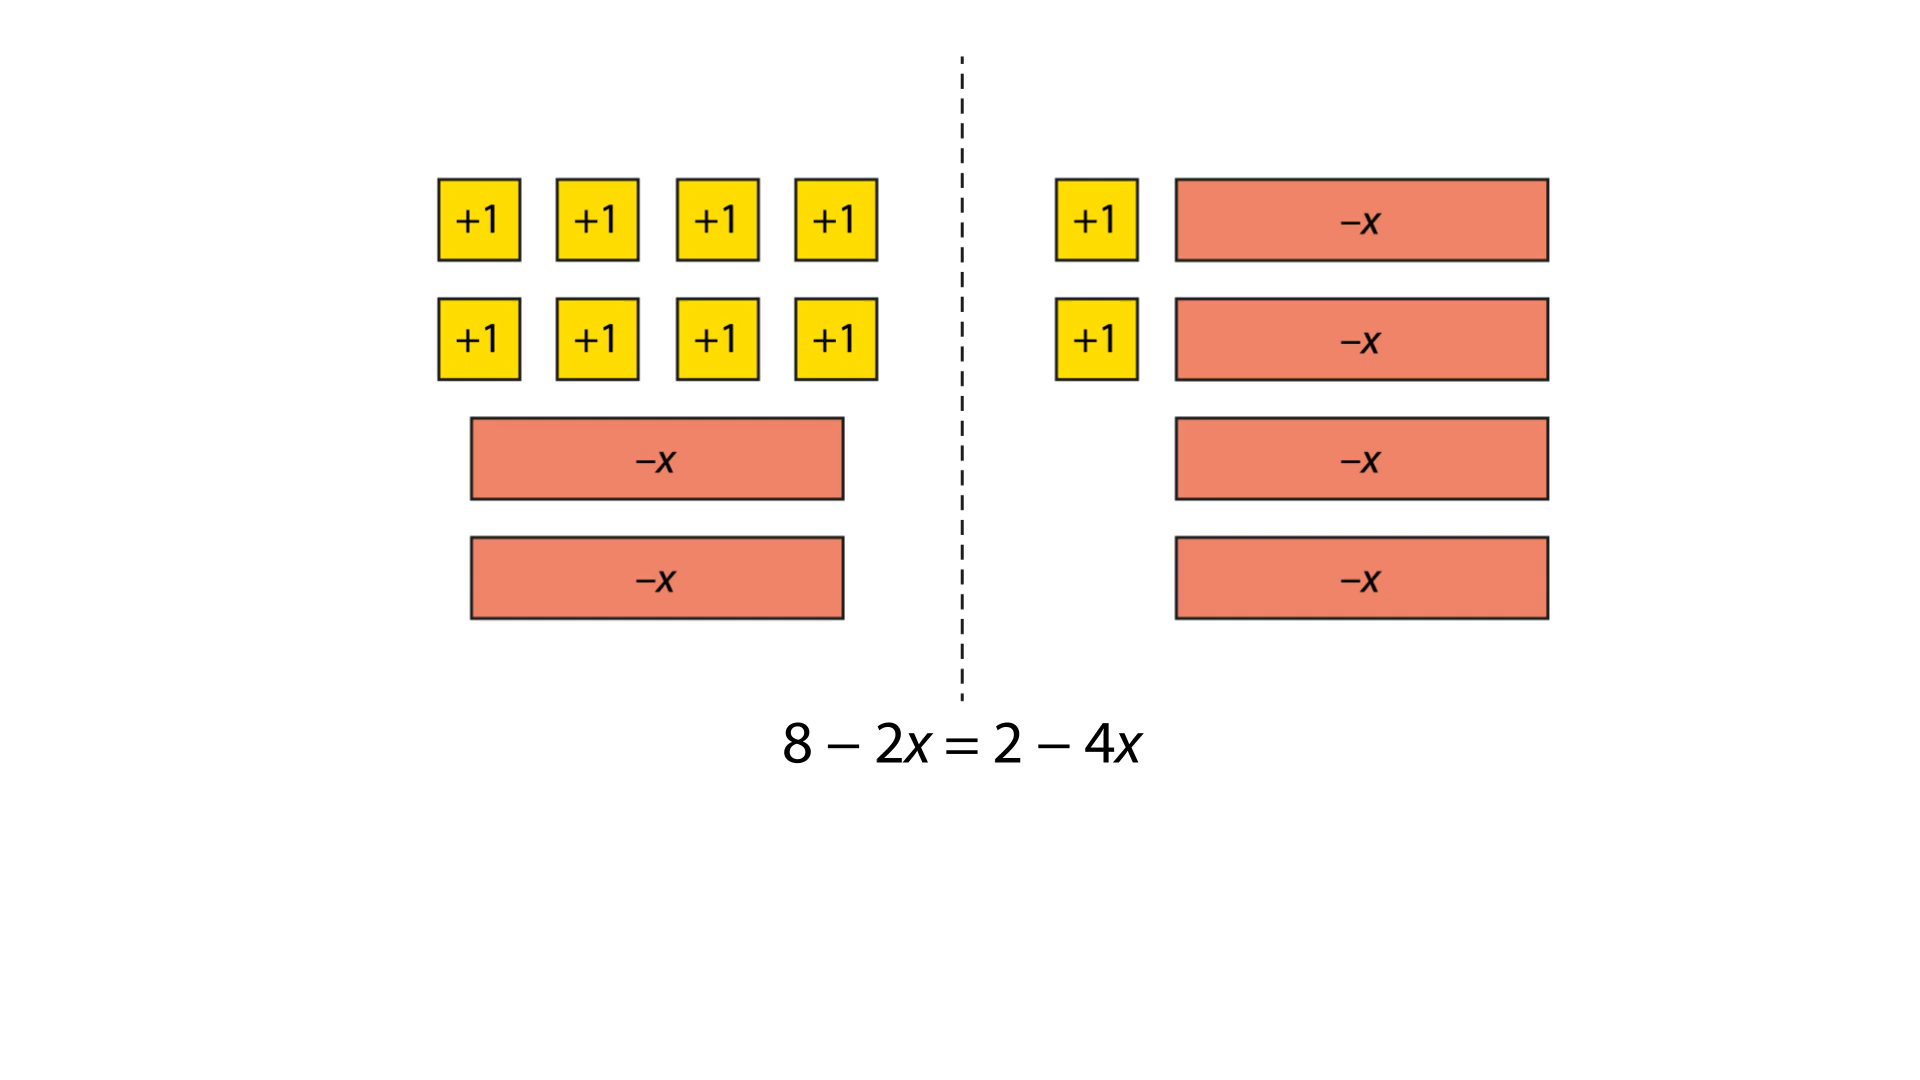 +1 +1 +1 +1 +1 –x
+1 +1 +1 +1 +1 –x
–x –x
–x –x
8 – 2x = 2 – 4x